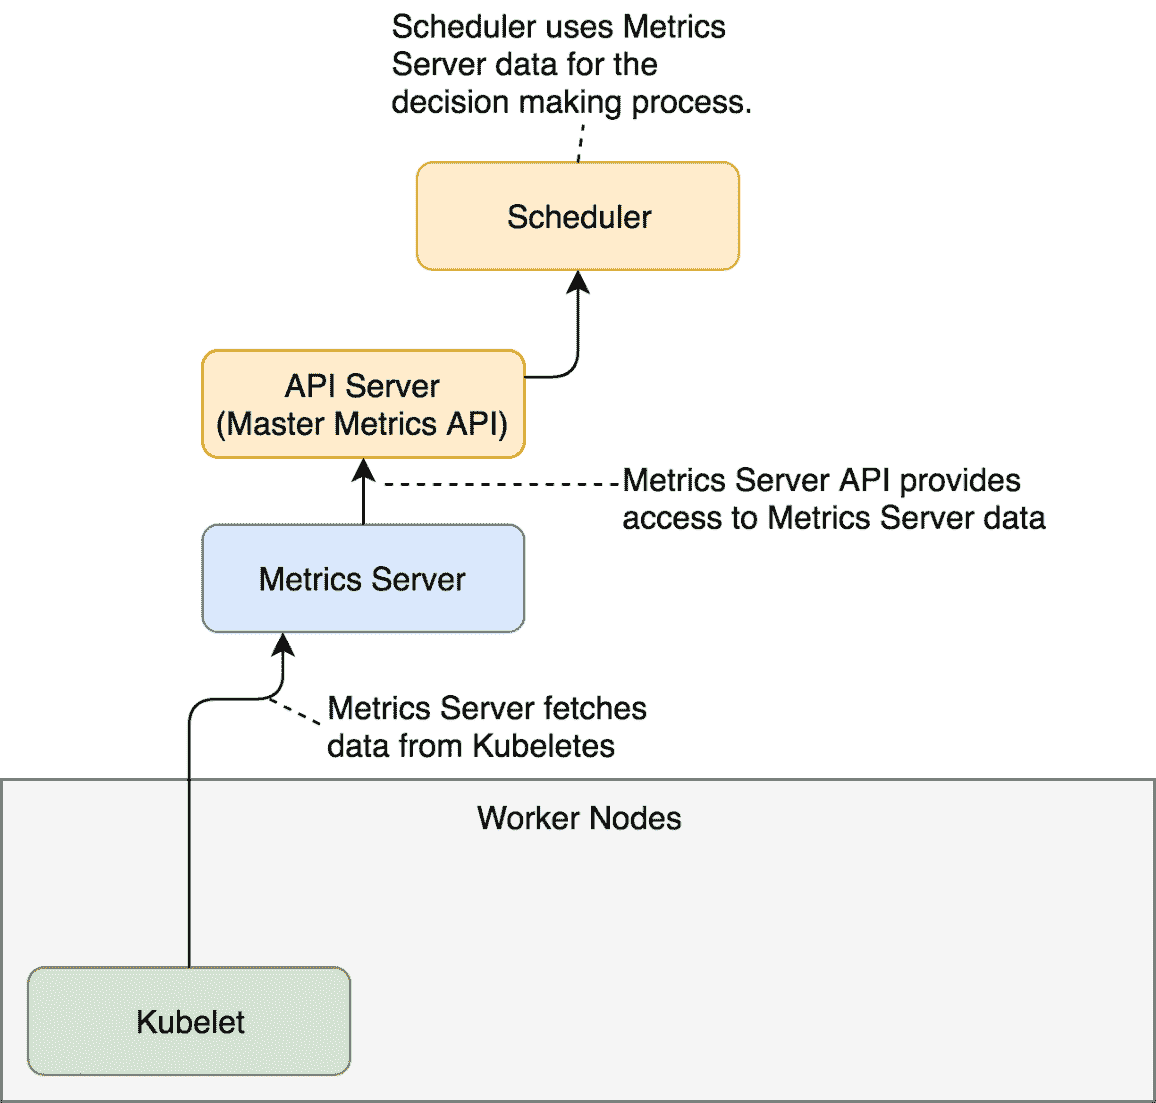 Scheduler uses Metrics
Server data for the
decision making process.
Scheduler
API Server
(Master Metrics API)
Metrics Server API provides
access to Metrics Server data
Metrics Server
Metrics Server fetches
data from Kubeletes
Worker Nodes
Kubelet